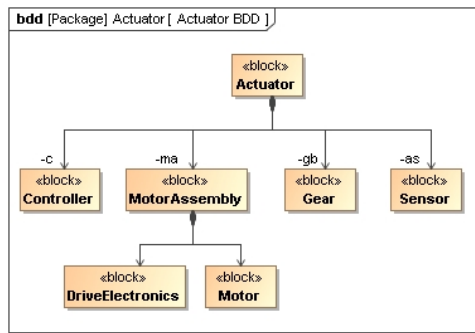 bdd [Package] Actuator [ Actuator BDD ]
«block»
Actuator
-c
-ma
-gb
-as
«block»
Controller
«block»
MotorAssembly
«block»
Gear
«block»
Sensor
«block»
DriveElectronics
«block»
Motor